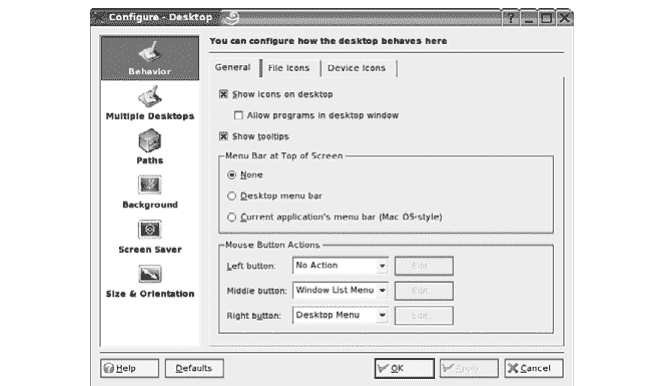 Configure - Desktop
You can configure how the desktop behaves here
Behavior
Multiple Desktops
Paths
Background
Screen Saver
Size & Orientation
General File Icons Device Icons
Show icons on desktop
Allow programs in desktop window
Show tooltips
Menu Bar at Top of Screen
None
Desktop menu bar
Current application's menu bar (Mac OS-style)
Mouse Button Actions
Left button: No Action Edit...
Middle button: Window List Menu Edit...
Right button: Desktop Menu Edit...
Help Defaults OK Apply Cancel